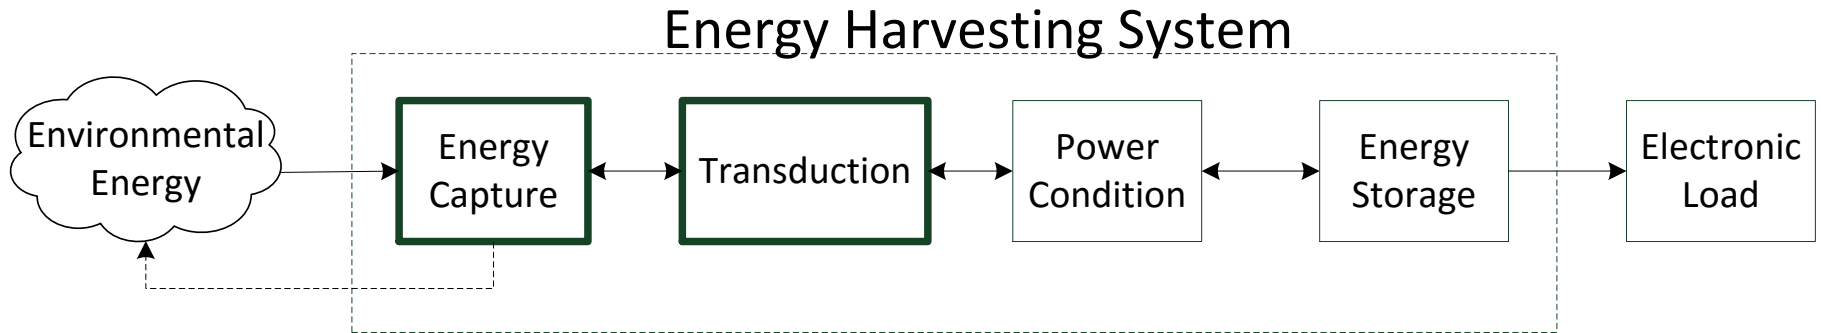 Energy Harvesting System
Environmental
Energy
Energy
Capture
Transduction
Power
Condition
Energy
Storage
Electronic
Load